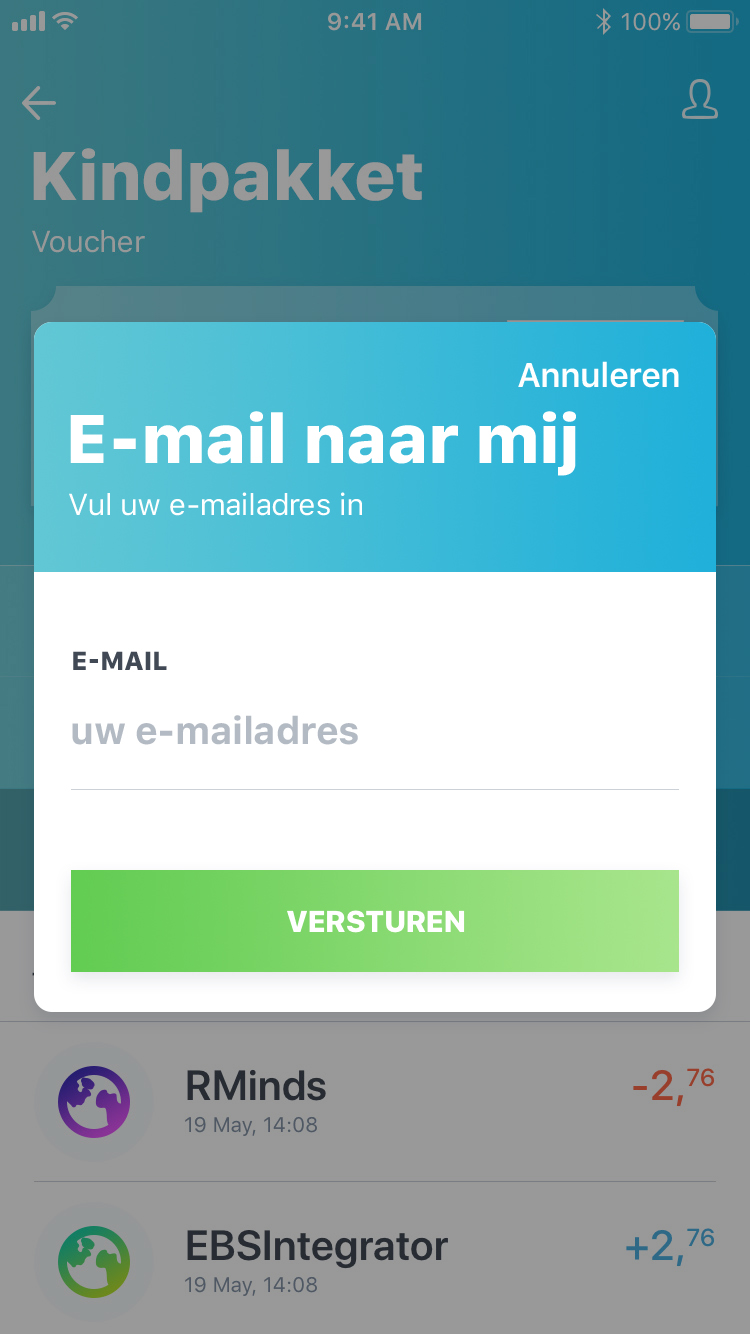 9:41 AM
100%
Kindpakket
Voucher
Annuleren
E-mail naar mij
Vul uw e-mailadres in
E-MAIL
uw e-mailadres
VERSTUREN
RMinds
-2,76
19 May, 14:08
EBSIntegrator
+2,76
19 May, 14:08